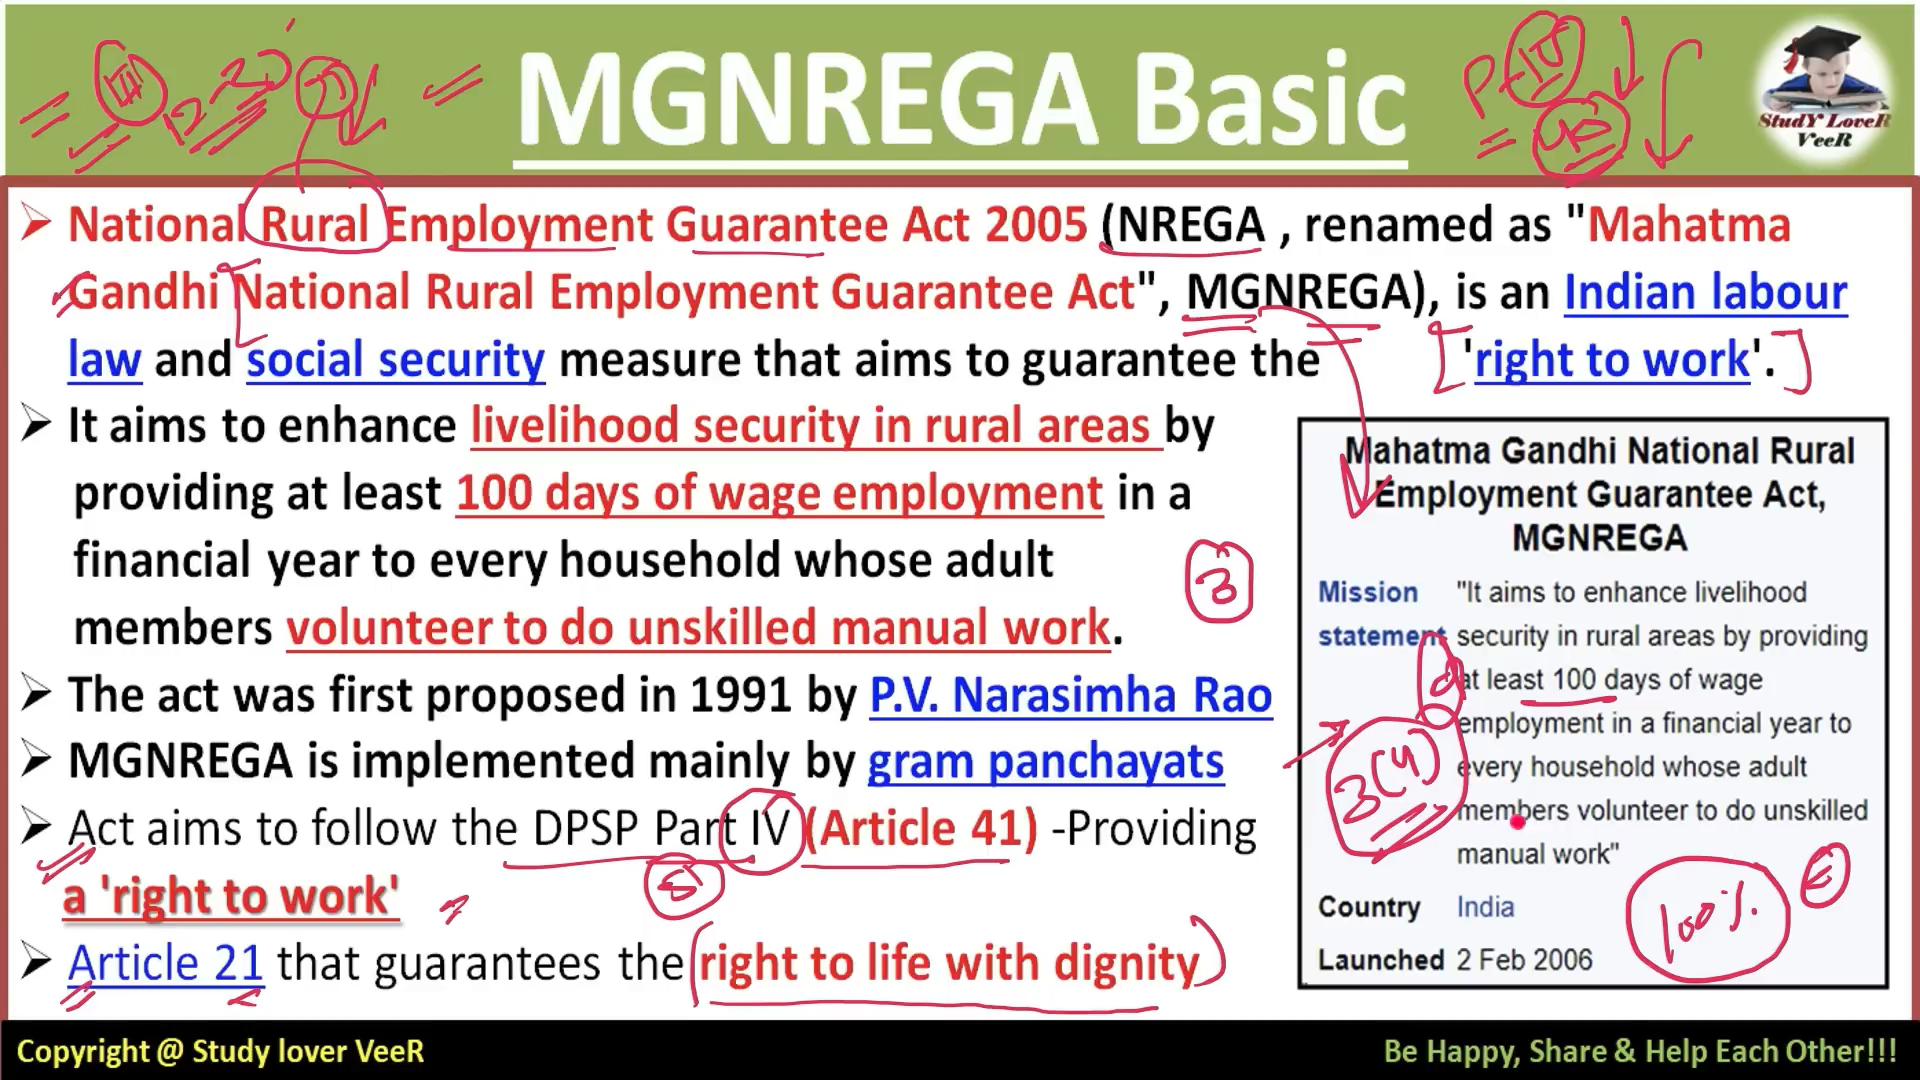 MGNREGA Basic
StudY LoveR
VeeR
➢ National Rural Employment Guarantee Act 2005 (NREGA , renamed as "Mahatma
Gandhi National Rural Employment Guarantee Act", MGNREGA), is an Indian labour
law and social security measure that aims to guarantee the 'right to work'.
➢ It aims to enhance livelihood security in rural areas by
providing at least 100 days of wage employment in a
financial year to every household whose adult
members volunteer to do unskilled manual work.
3
➢ The act was first proposed in 1991 by P.V. Narasimha Rao
➢ MGNREGA is implemented mainly by gram panchayats
➢ Act aims to follow the DPSP Part IV (Article 41) -Providing
a 'right to work'
➢ Article 21 that guarantees the right to life with dignity
Mahatma Gandhi National Rural
Employment Guarantee Act,
MGNREGA
Mission "It aims to enhance livelihood
statement security in rural areas by providing
at least 100 days of wage
employment in a financial year to
every household whose adult
members volunteer to do unskilled
manual work"
3(4)
Country India
100%
Launched 2 Feb 2006
Copyright @ Study lover VeeR
Be Happy, Share & Help Each Other!!!